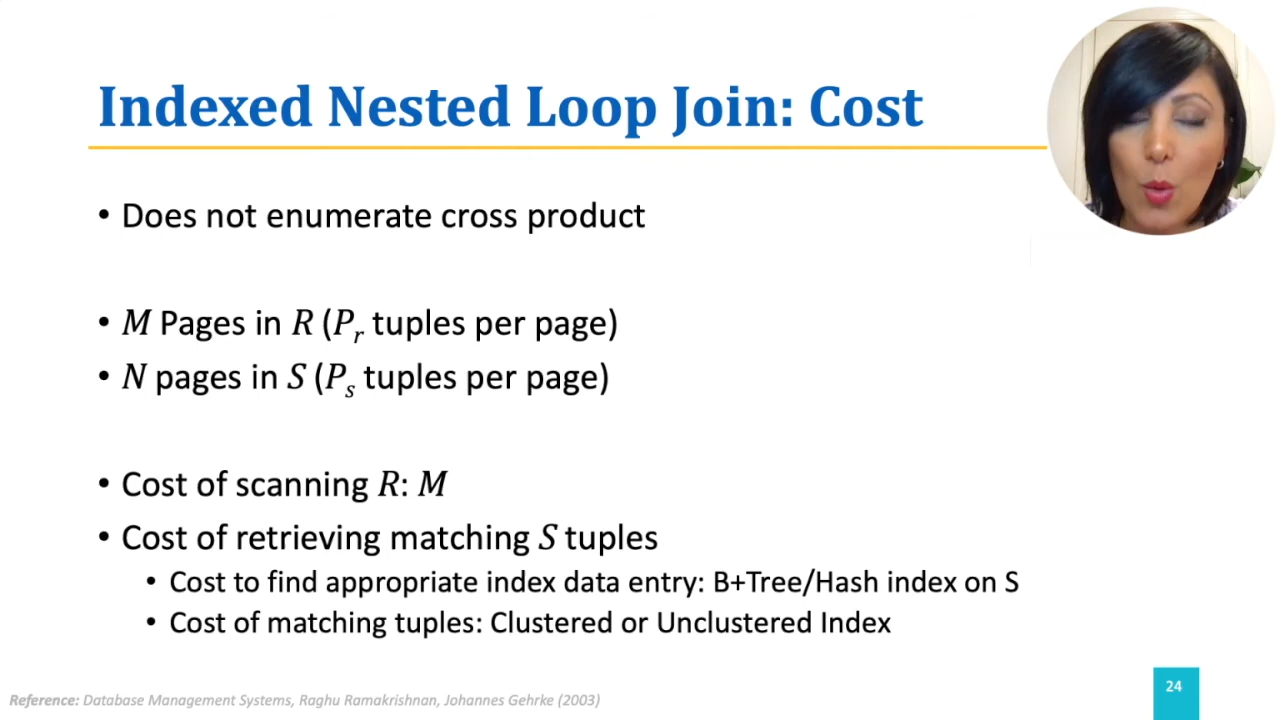 Indexed Nested Loop Join: Cost
• Does not enumerate cross product
• M Pages in R (Pr tuples per page)
• N pages in S (Ps tuples per page)
• Cost of scanning R: M
• Cost of retrieving matching S tuples
• Cost to find appropriate index data entry: B+Tree/Hash index on S
• Cost of matching tuples: Clustered or Unclustered Index
Reference: Database Management Systems, Raghu Ramakrishnan, Johannes Gehrke (2003)
24